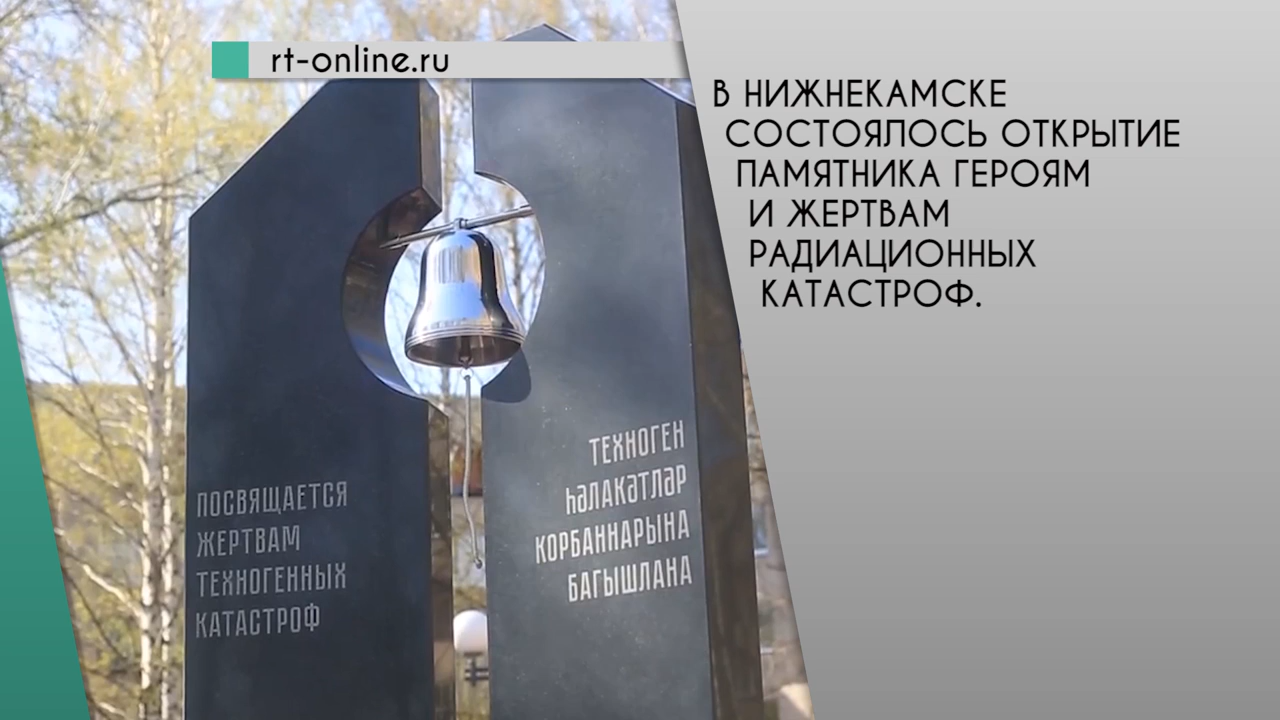 rt-online.ru
В НИЖНЕКАМСКЕ
СОСТОЯЛОСЬ ОТКРЫТИЕ
ПАМЯТНИКА ГЕРОЯМ
И ЖЕРТВАМ
РАДИАЦИОННЫХ
КАТАСТРОФ.
ПОСВЯЩАЕТСЯ
ЖЕРТВАМ
ТЕХНОГЕННЫХ
КАТАСТРОФ
ТЕХНОГЕН
ҺӘЛАКӘТЛӘР
КОРБАННАРЫНА
БАГЫШЛАНА